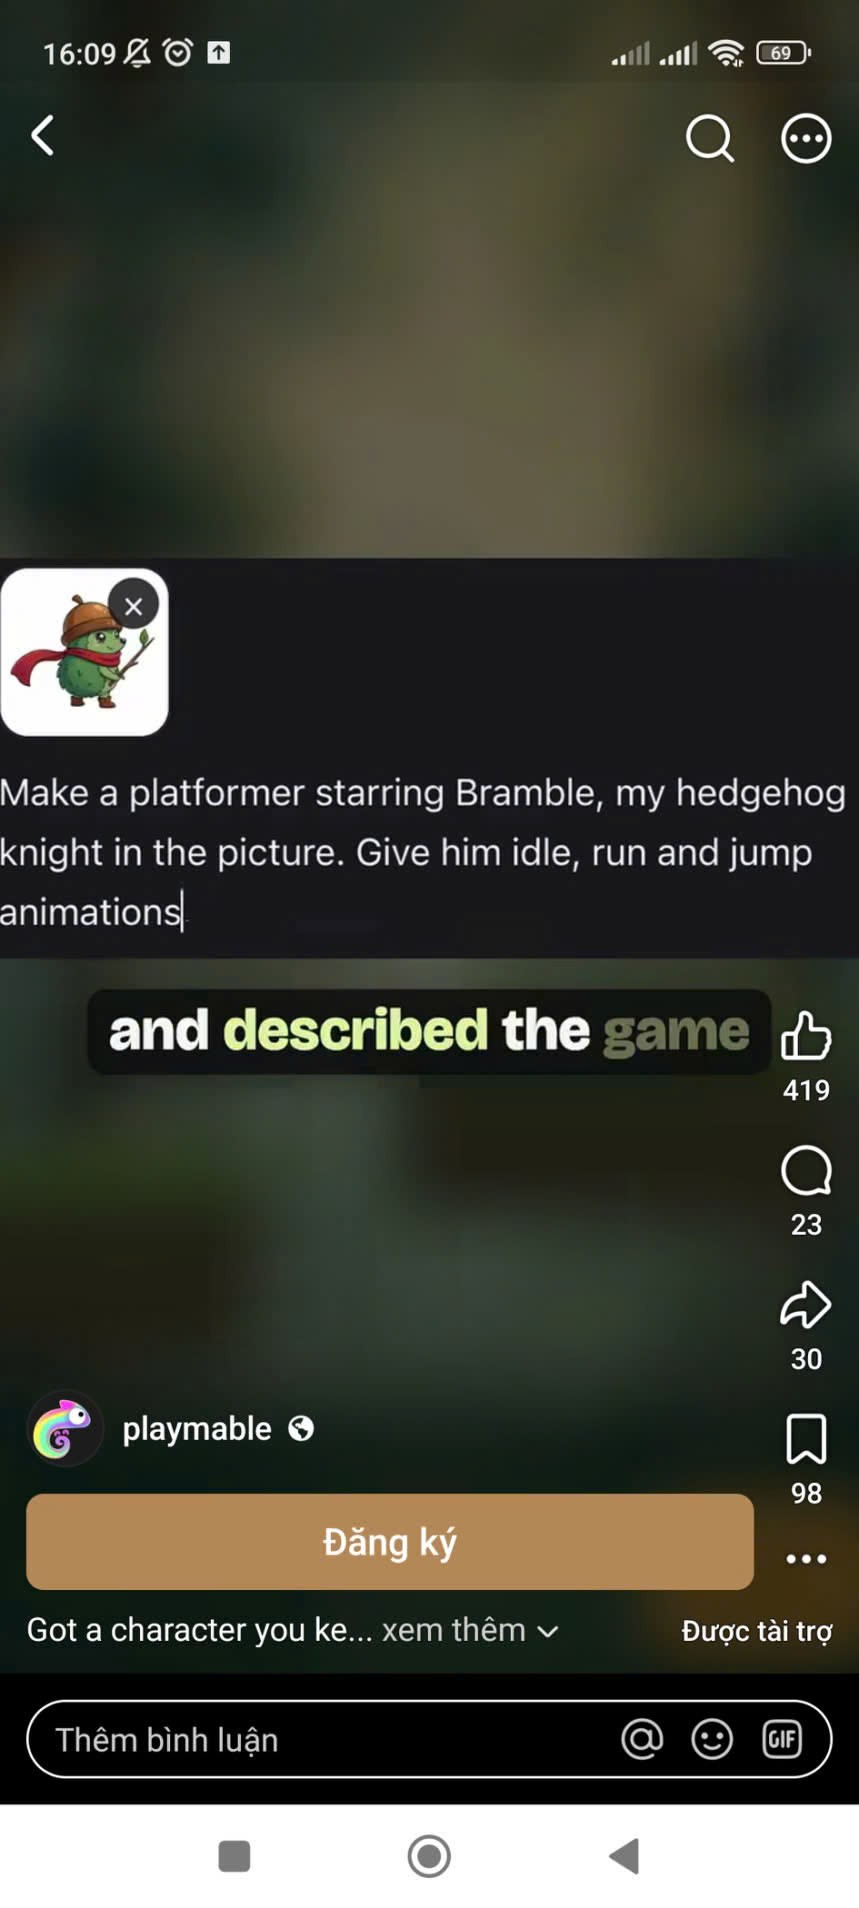 16:09
69
Make a platformer starring Bramble, my hedgehog
knight in the picture. Give him idle, run and jump
animations
and described the game
419
23
30
playmable
98
Đăng ký
Got a character you ke... xem thêm
Được tài trợ
Thêm bình luận
GIF